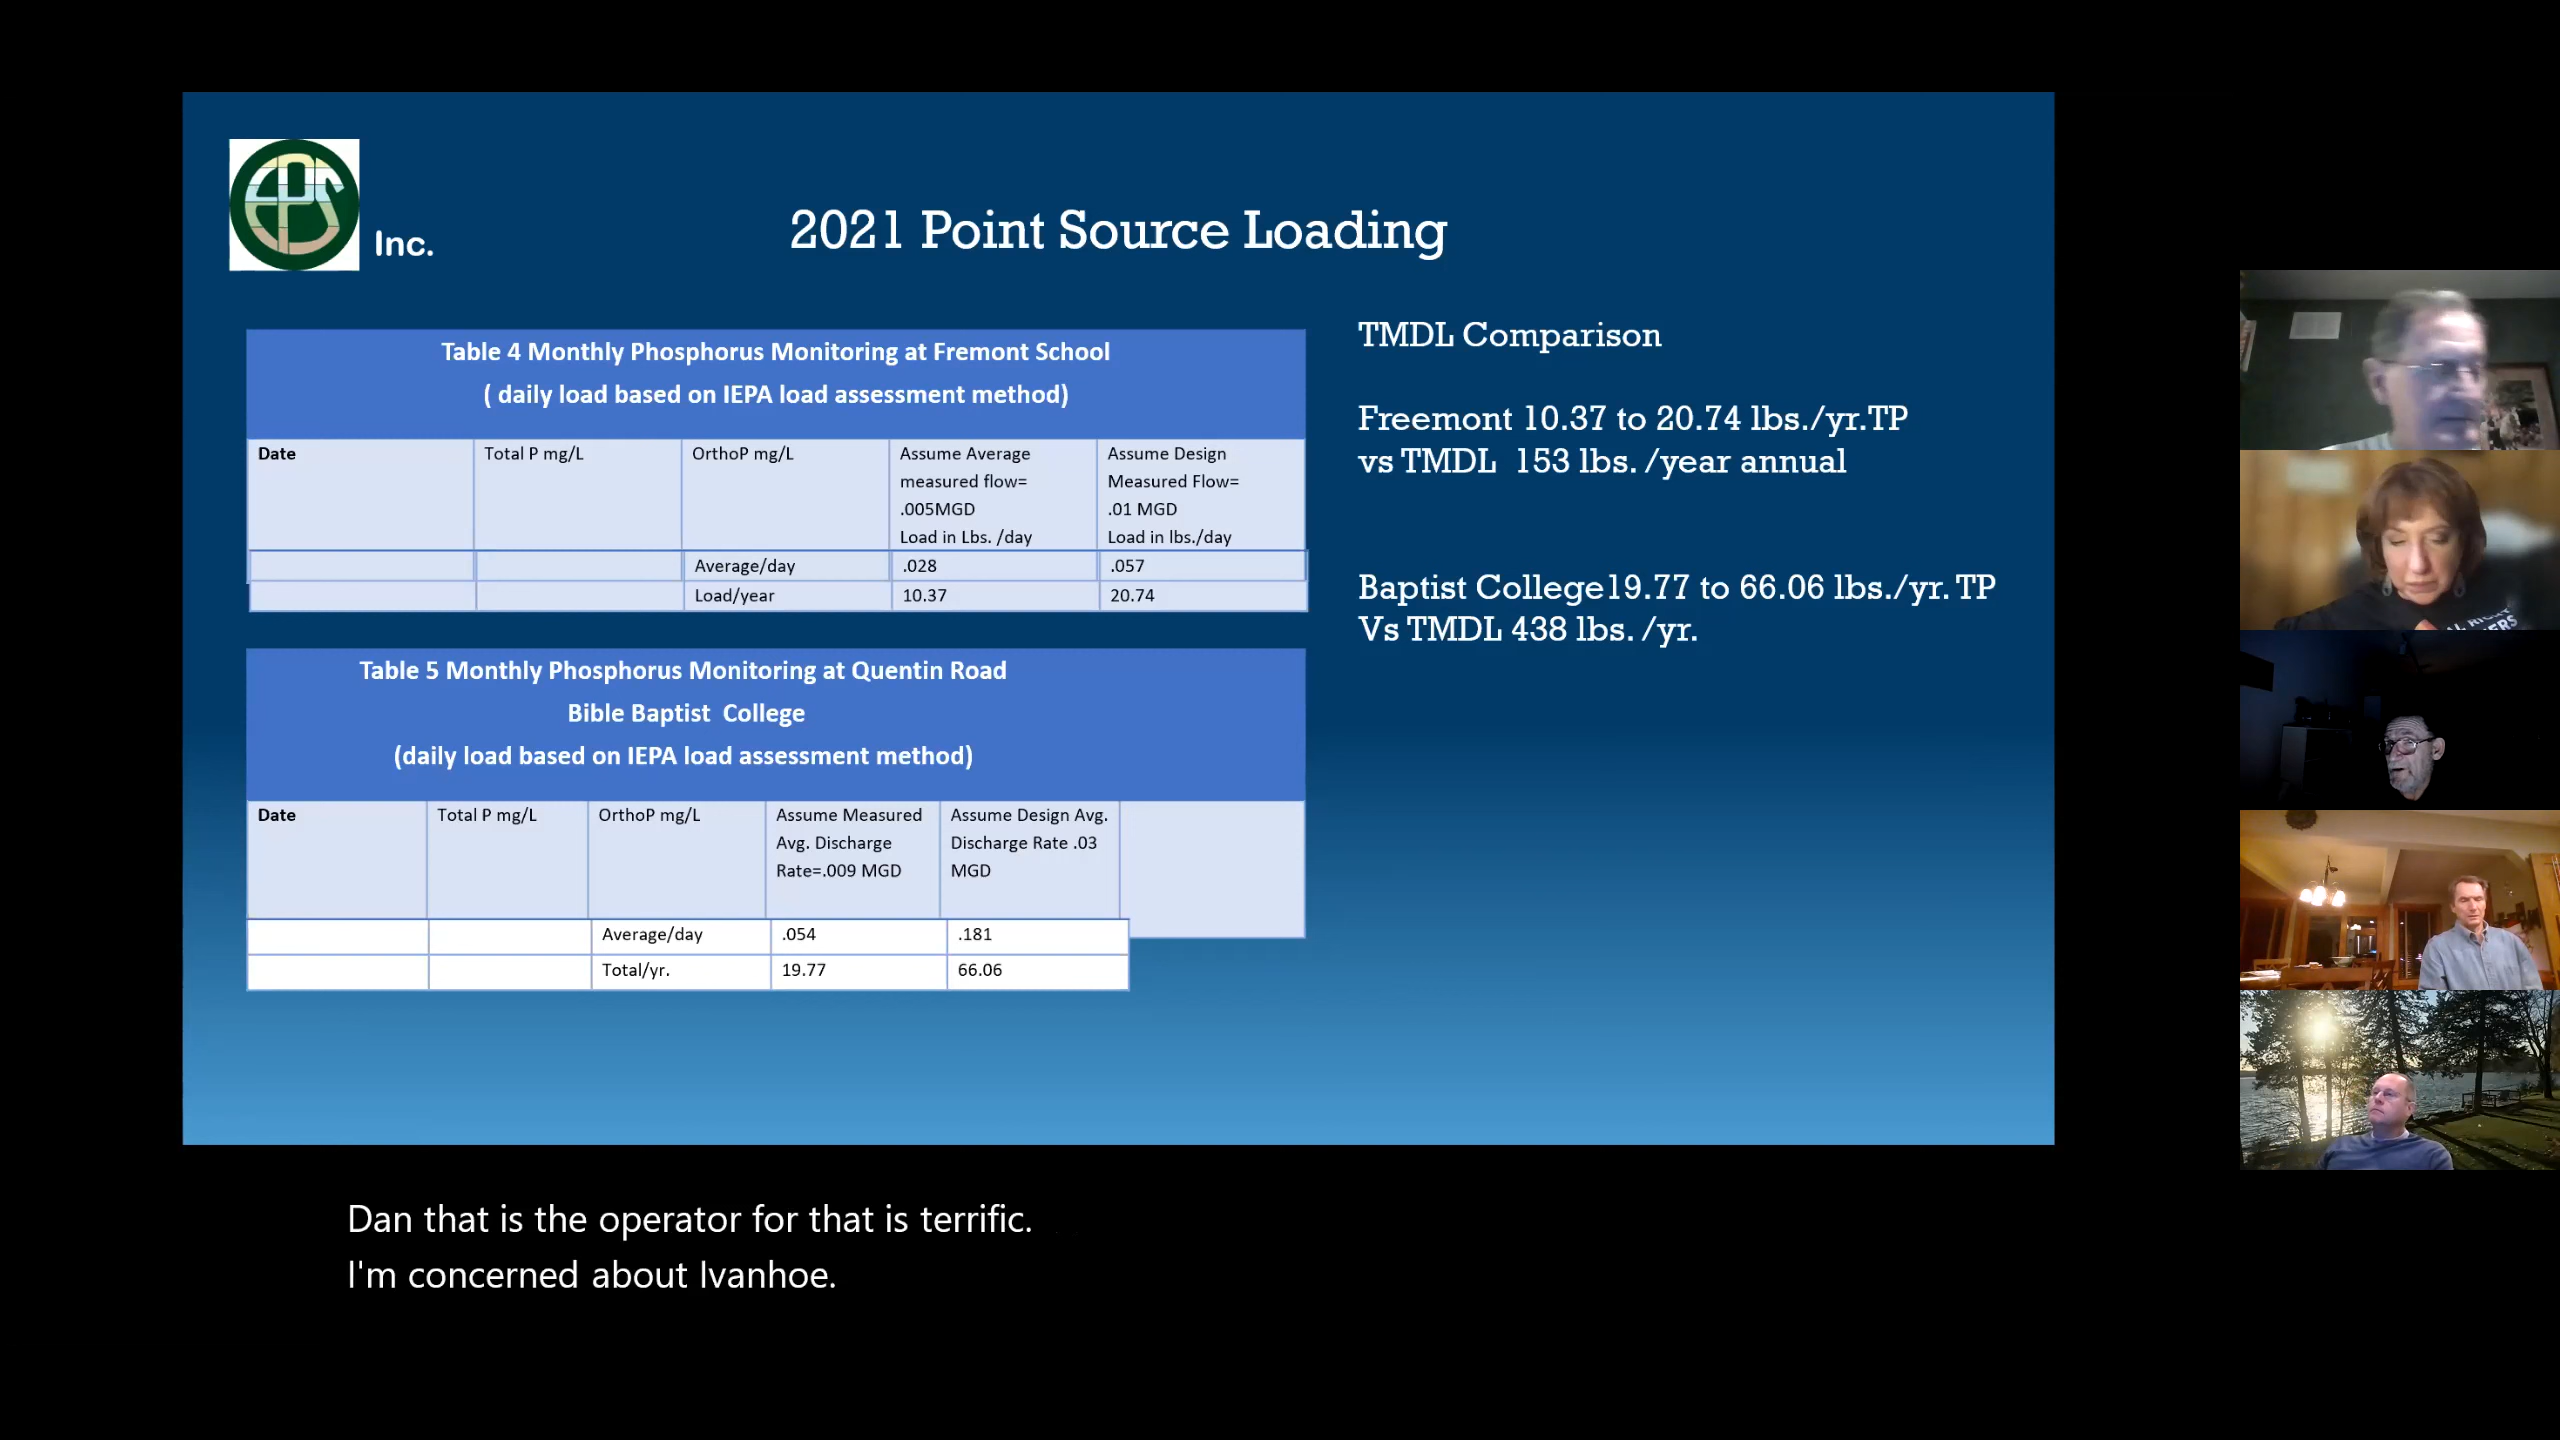 EPS
Inc.
2021 Point Source Loading
Table 4 Monthly Phosphorus Monitoring at Fremont School
( daily load based on IEPA load assessment method)
Date
Total P mg/L
OrthoP mg/L
Assume Average
measured flow=
.005MGD
Load in Lbs. /day
Assume Design
Measured Flow=
.01 MGD
Load in lbs./day
Average/day .028 .057
Load/year 10.37 20.74
Table 5 Monthly Phosphorus Monitoring at Quentin Road
Bible Baptist College
(daily load based on IEPA load assessment method)
Date
Total P mg/L
OrthoP mg/L
Assume Measured
Avg. Discharge
Rate=.009 MGD
Assume Design Avg.
Discharge Rate .03
MGD
Average/day .054 .181
Total/yr. 19.77 66.06
TMDL Comparison
Freemont 10.37 to 20.74 lbs./yr.TP
vs TMDL 153 lbs. /year annual
Baptist College19.77 to 66.06 lbs./yr. TP
Vs TMDL 438 lbs. /yr.
Dan that is the operator for that is terrific.
I'm concerned about Ivanhoe.